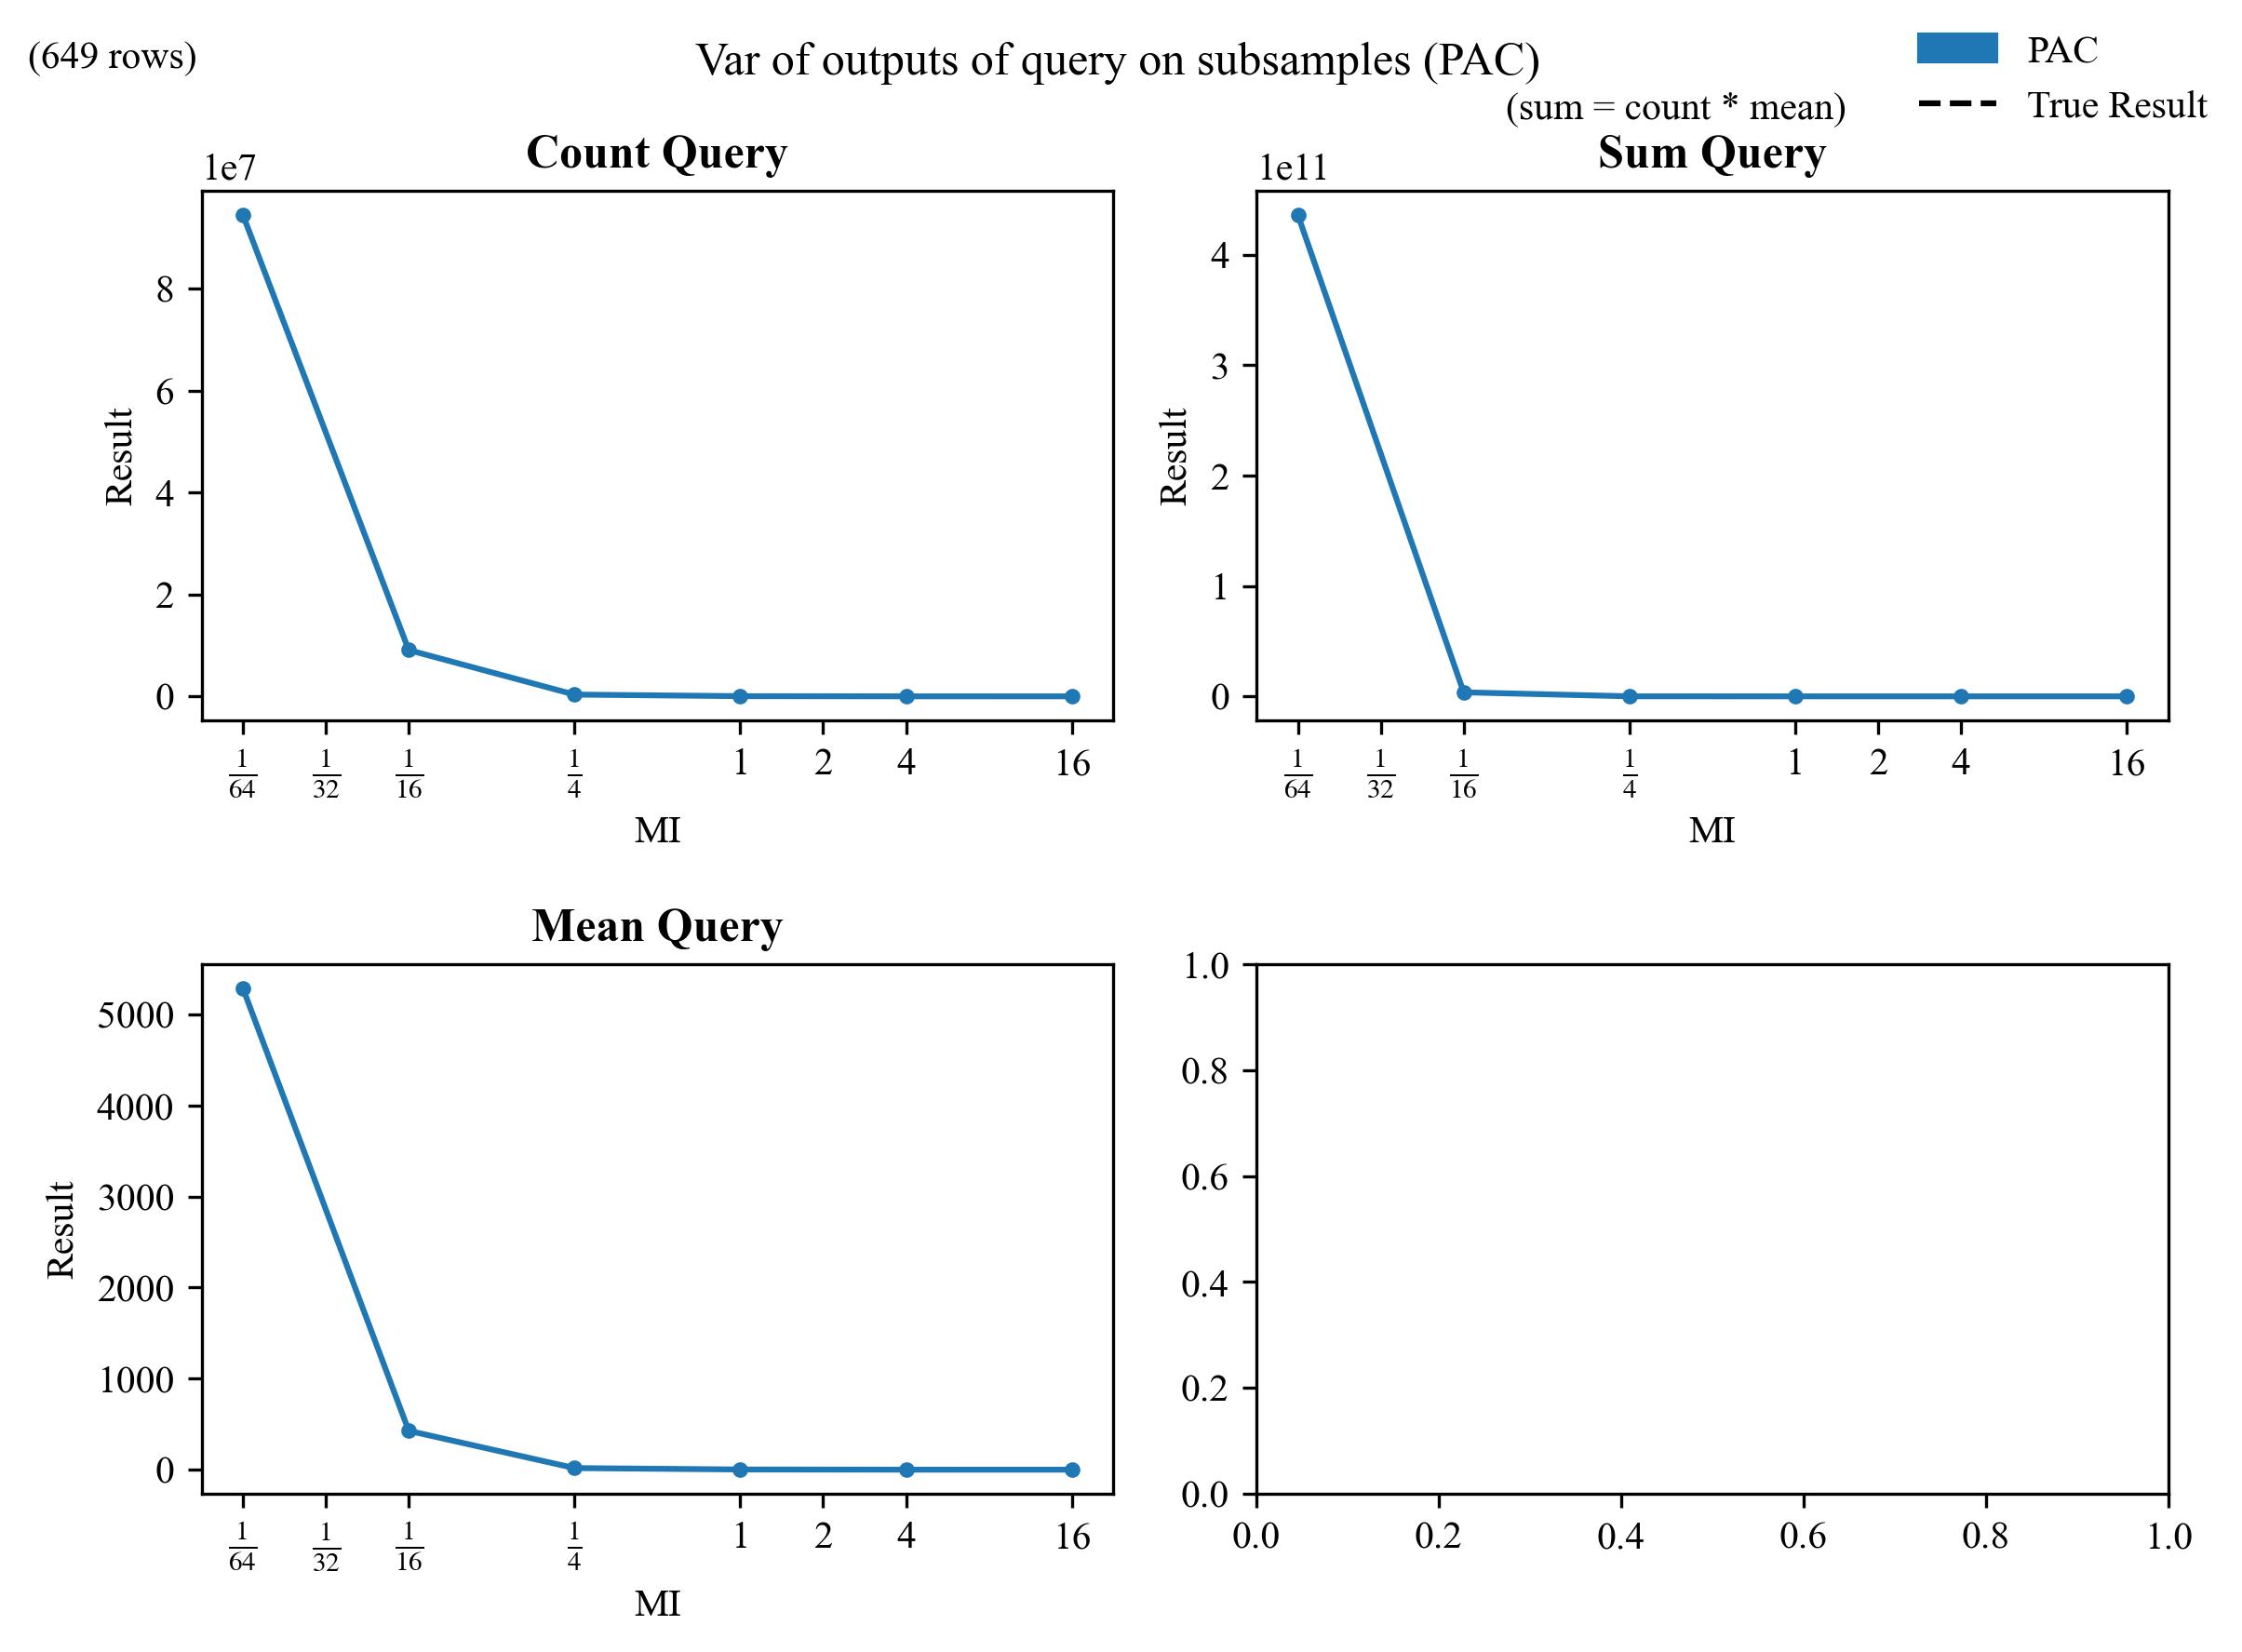 (649 rows)
Var of outputs of query on subsamples (PAC)
(sum = count * mean)
PAC
True Result
Count Query
1e7
Result
8
6
4
2
0
1/64 1/32 1/16 1/4 1 2 4 16
MI
Sum Query
1e11
Result
4
3
2
1
0
1/64 1/32 1/16 1/4 1 2 4 16
MI
Mean Query
Result
5000
4000
3000
2000
1000
0
1/64 1/32 1/16 1/4 1 2 4 16
MI
1.0
0.8
0.6
0.4
0.2
0.0
0.0 0.2 0.4 0.6 0.8 1.0